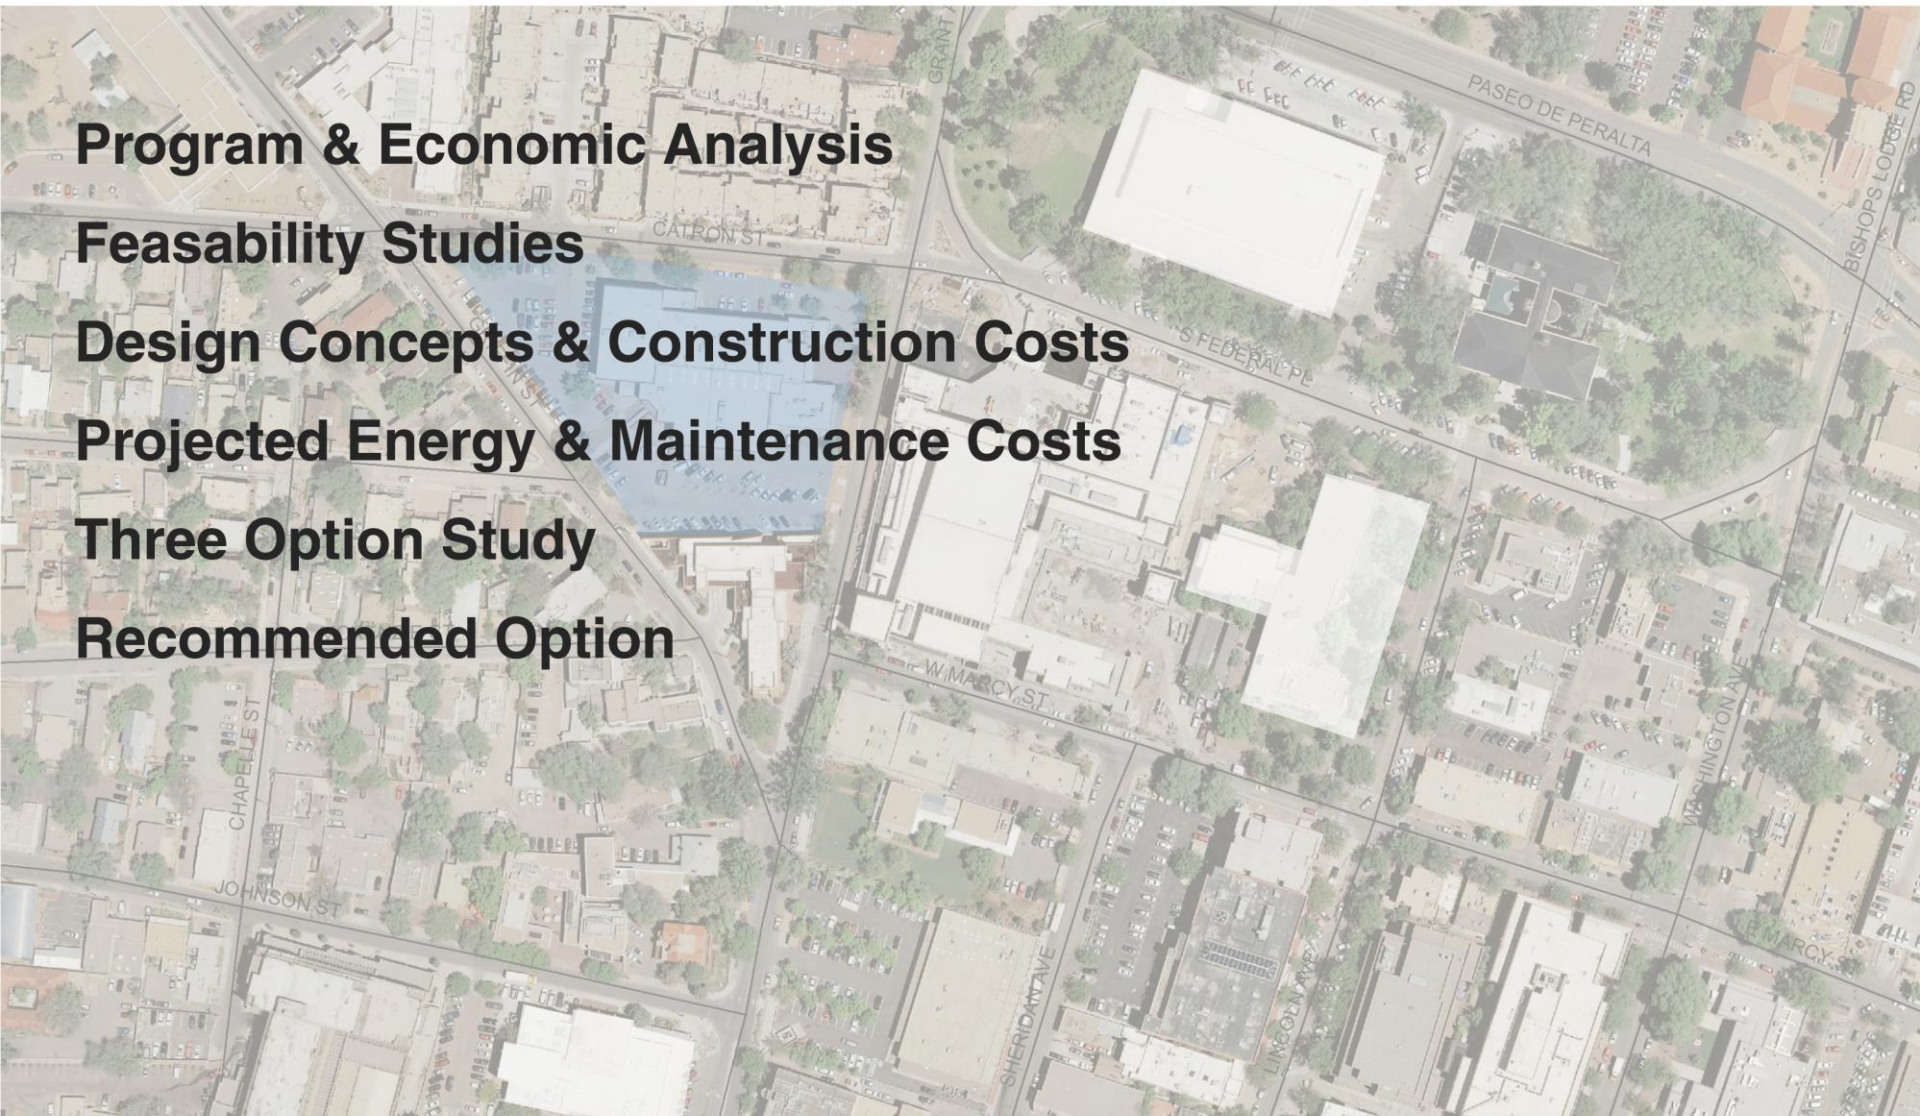 Program & Economic Analysis
Feasability Studies
Design Concepts & Construction Costs
Projected Energy & Maintenance Costs
Three Option Study
Recommended Option
GRANT
PASEO DE PERALTA
BISHOPS LODGE RD
CATRON ST
S FEDERAL PL
W MARCY ST
CHAPELLE ST
WASHINGTON AVE
JOHNSON ST
E MARCY ST
SHERIDAN AVE
LINCOLN AVE